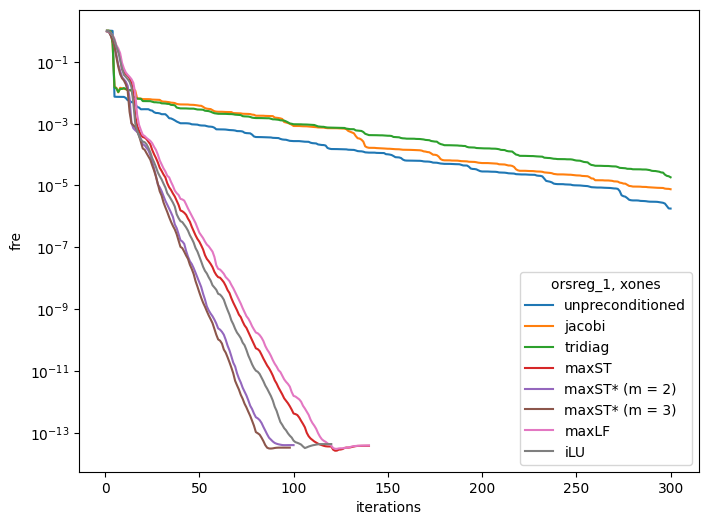 fre
10⁻¹
10⁻³
10⁻⁵
10⁻⁷
10⁻⁹
10⁻¹¹
10⁻¹³
orsreg_1, xones
unpreconditioned
jacobi
tridiag
maxST
maxST* (m = 2)
maxST* (m = 3)
maxLF
iLU
0 50 100 150 200 250 300
iterations